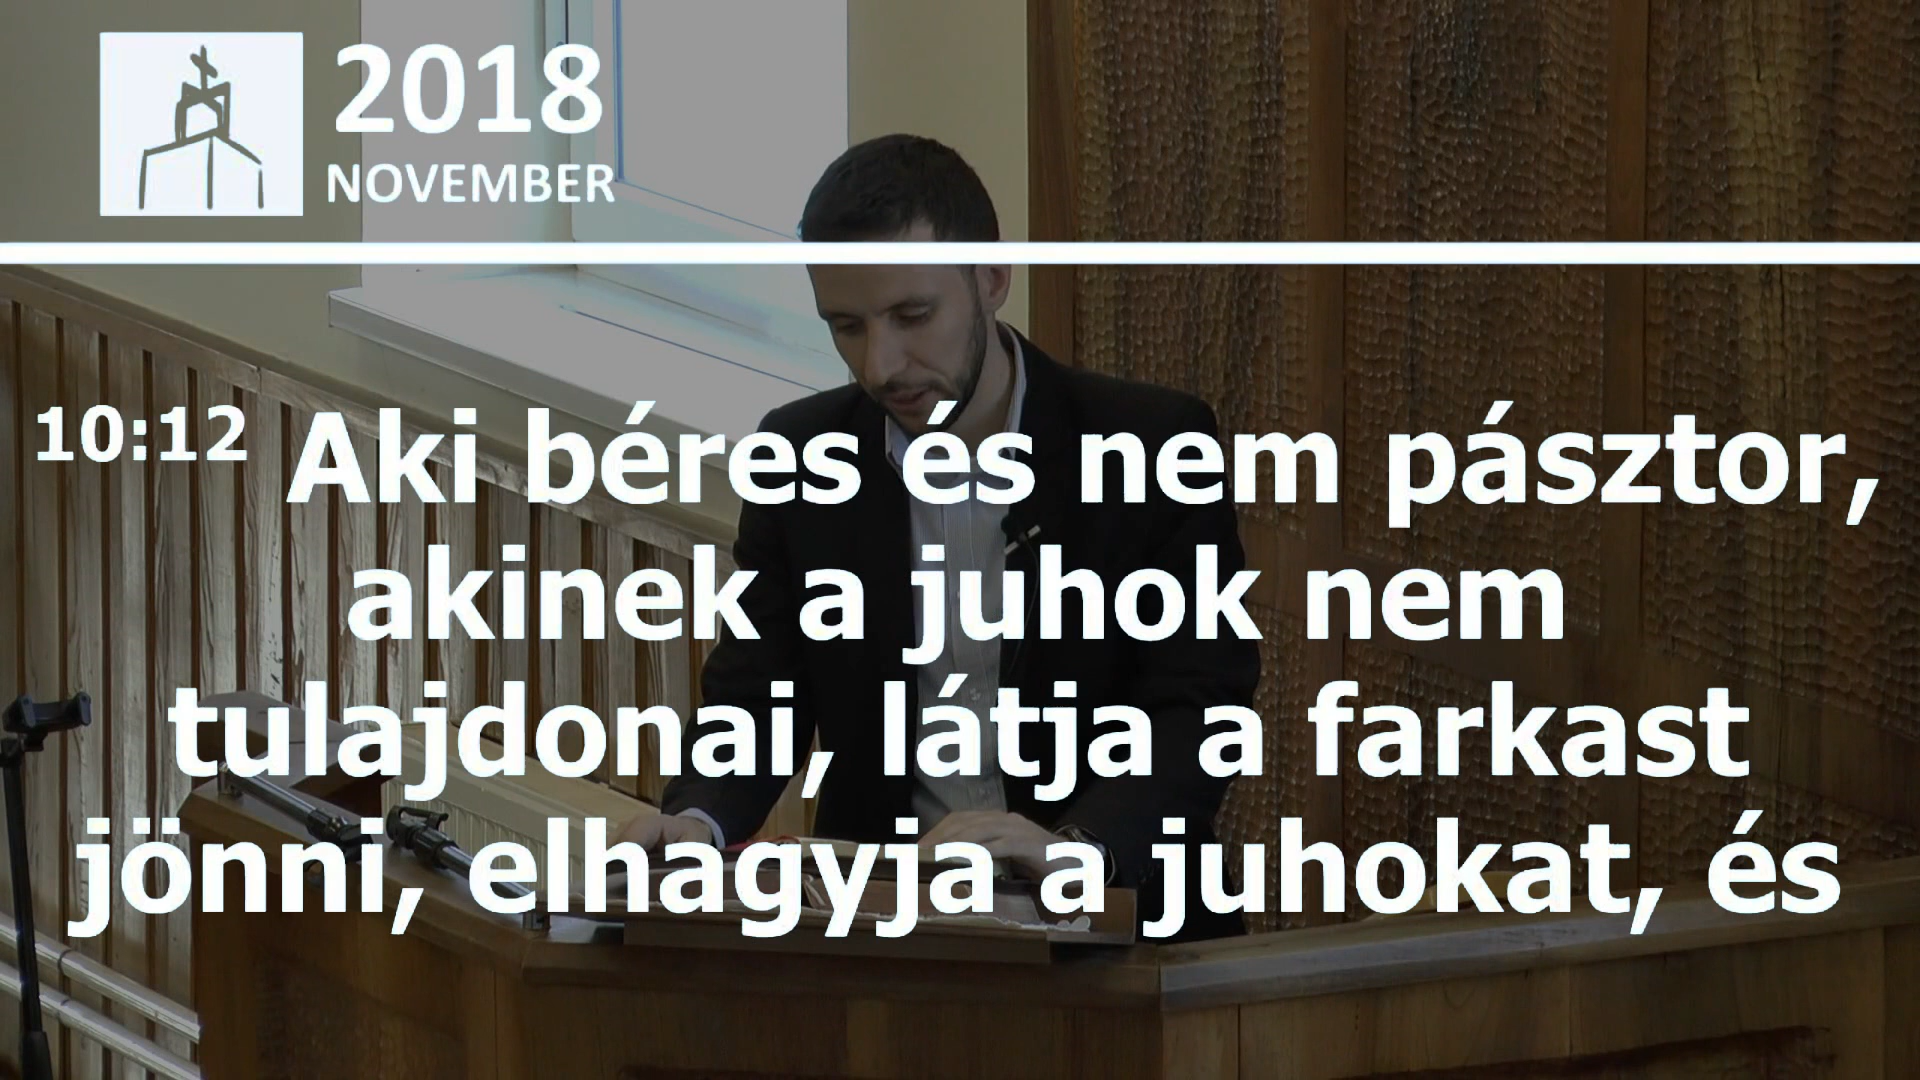 2018
NOVEMBER
10:12 Aki béres és nem pásztor,
akinek a juhok nem
tulajdonai, látja a farkast
jönni, elhagyja a juhokat, és